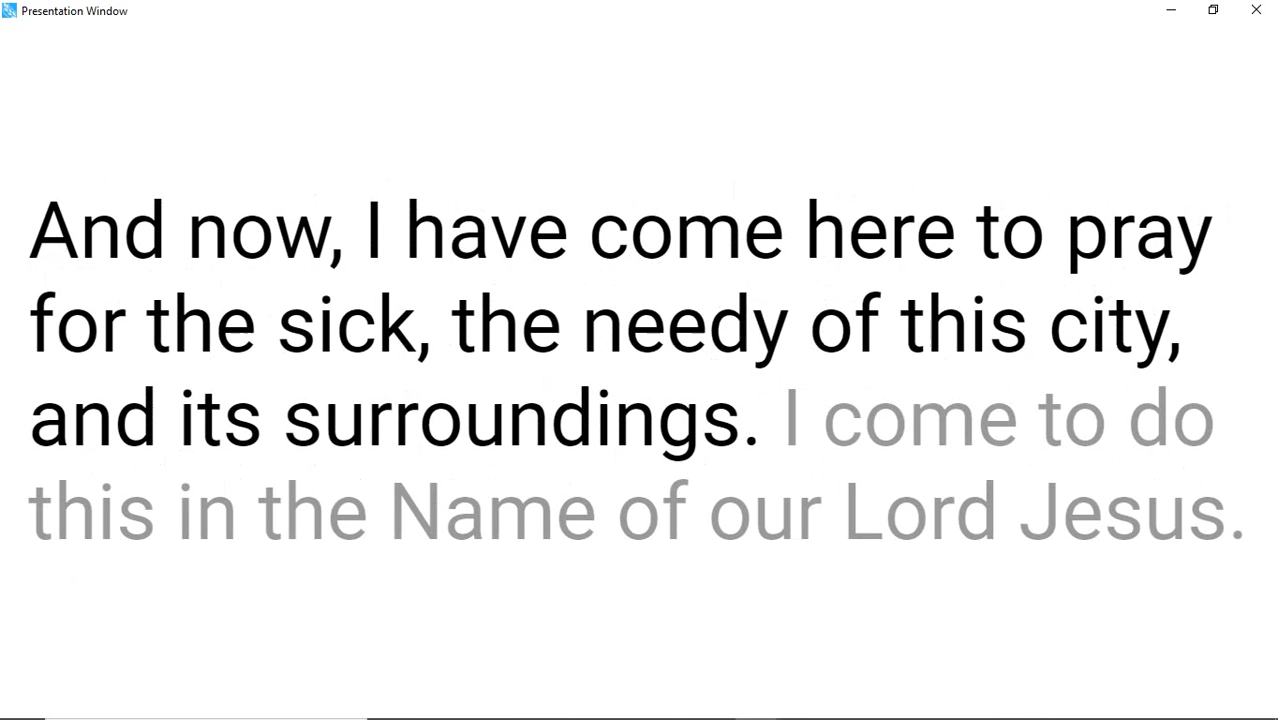 Presentation Window
And now, I have come here to pray
for the sick, the needy of this city,
and its surroundings. I come to do
this in the Name of our Lord Jesus.